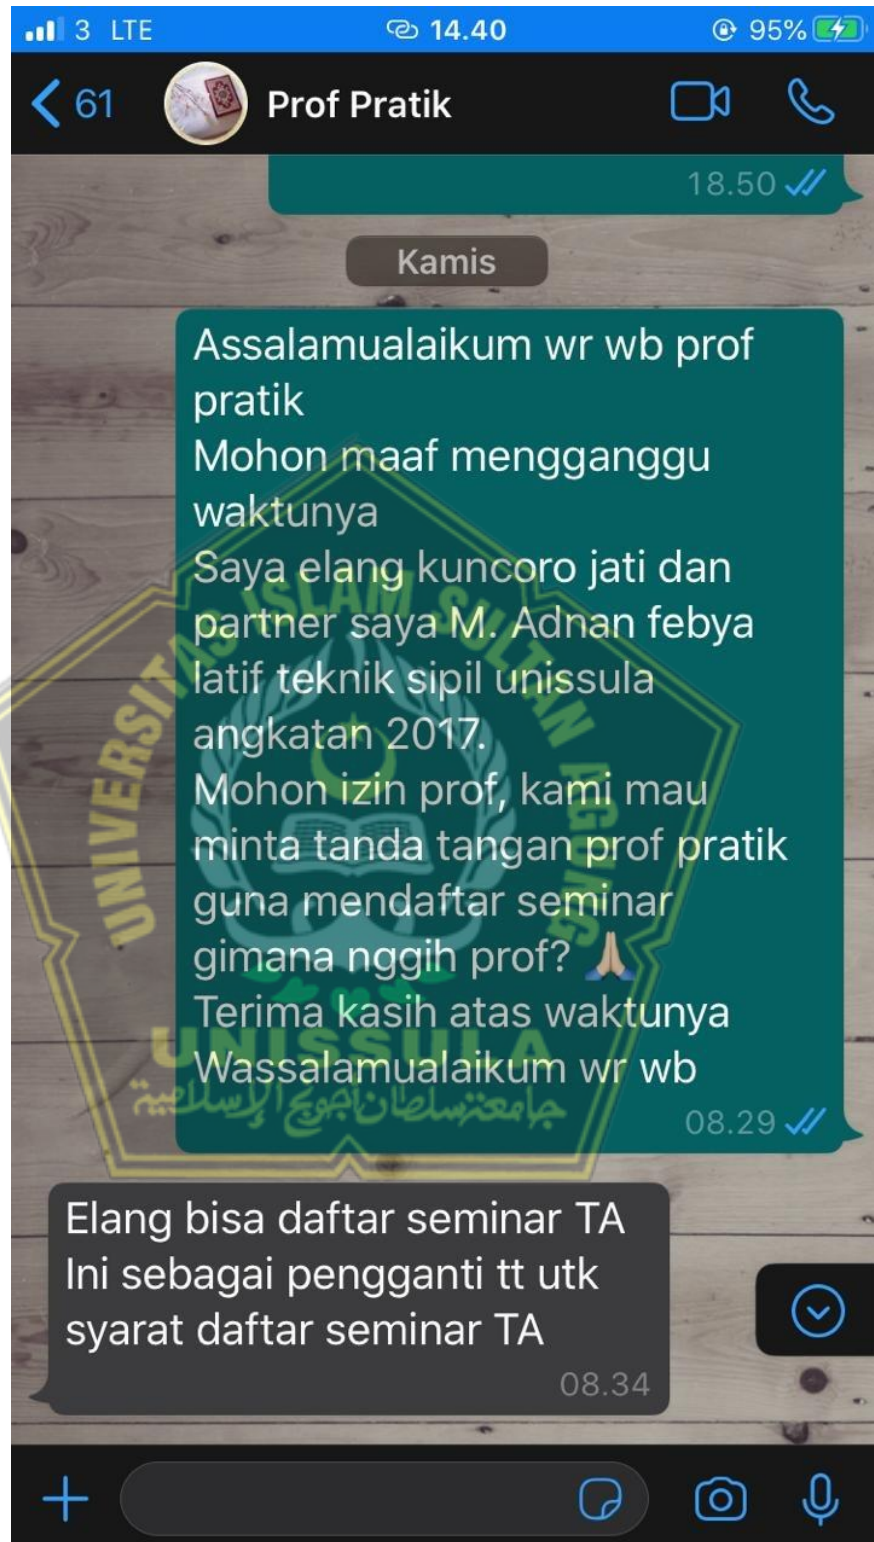 3 LTE 14.40 95%
61 Prof Pratik
18.50
Kamis
Assalamualaikum wr wb prof
pratik
Mohon maaf mengganggu
waktunya
Saya elang kuncoro jati dan
partner saya M. Adnan febya
latif teknik sipil unissula
angkatan 2017.
Mohon izin prof, kami mau
minta tanda tangan prof pratik
guna mendaftar seminar
gimana nggih prof? 🙏🏼
Terima kasih atas waktunya
Wassalamualaikum wr wb
08.29
UNIVERSITAS ISLAM SULTAN AGUNG
UNISSULA
جامعة سلطان أجونج الإسلامية
Elang bisa daftar seminar TA
Ini sebagai pengganti tt utk
syarat daftar seminar TA
08.34